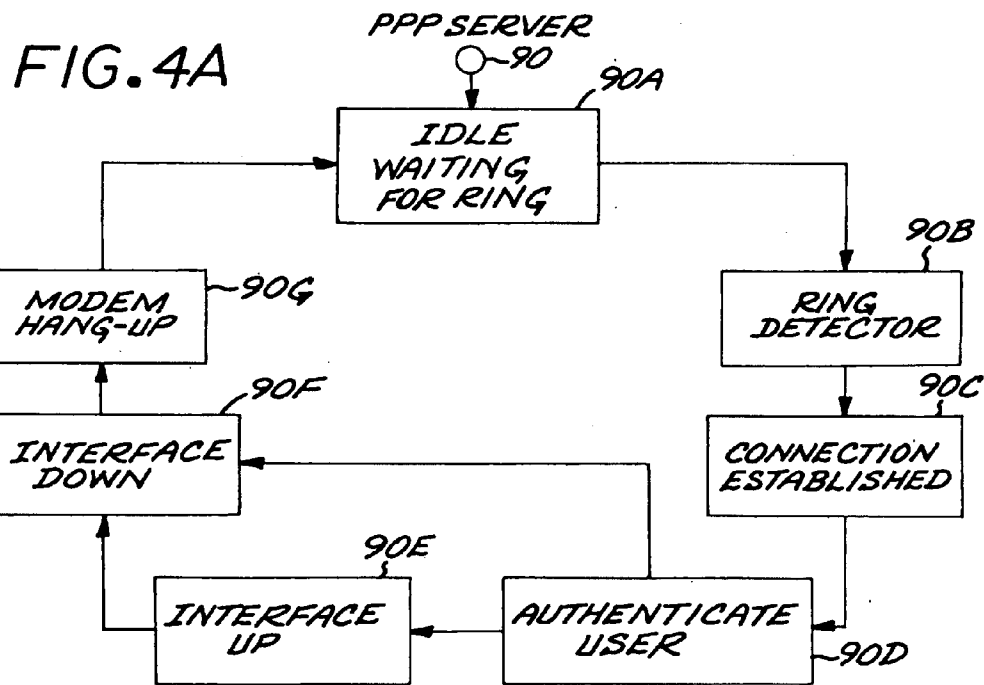 FIG. 4A
PPP SERVER
90
90A
IDLE
WAITING
FOR RING
90B
RING
DETECTOR
90C
CONNECTION
ESTABLISHED
90D
AUTHENTICATE
USER
90E
INTERFACE
UP
90F
INTERFACE
DOWN
90G
MODEM
HANG-UP